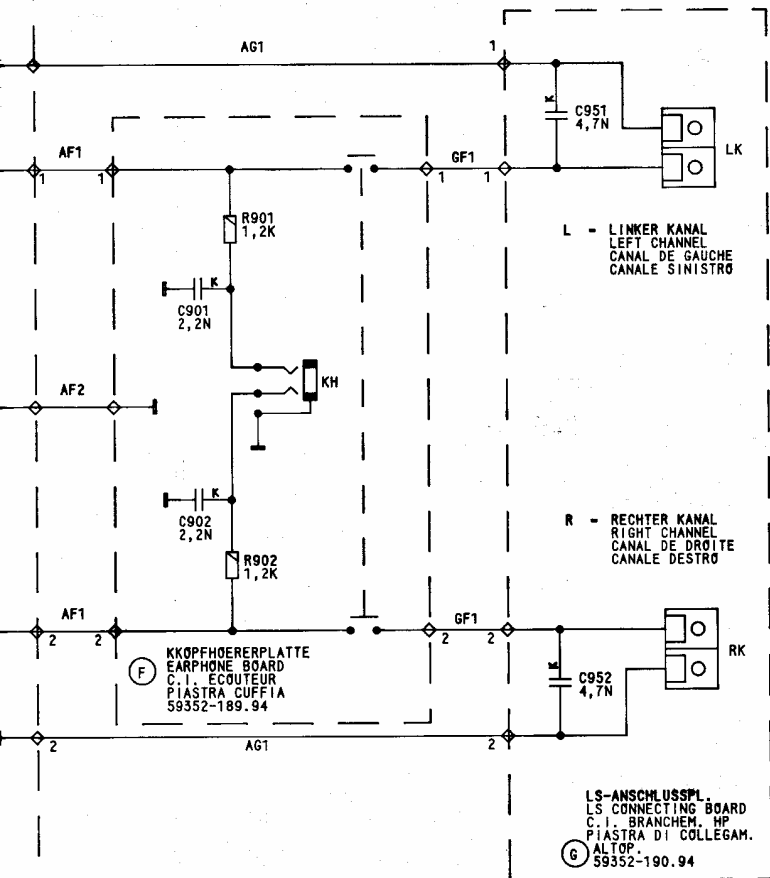 AG1
1
K
C951
4,7N
LK
AF1
1
1
GF1
1
1
R901
1,2K
K
C901
2,2N
L - LINKER KANAL
LEFT CHANNEL
CANAL DE GAUCHE
CANALE SINISTRO
KH
AF2
K
C902
2,2N
R902
1,2K
R - RECHTER KANAL
RIGHT CHANNEL
CANAL DE DROITE
CANALE DESTRO
AF1
2
2
GF1
2
2
K
C952
4,7N
RK
F
KKOPFHOERERPLATTE
EARPHONE BOARD
C.I. ECOUTEUR
PIASTRA CUFFIA
59352-189.94
2
AG1
2
LS-ANSCHLUSSPL.
LS CONNECTING BOARD
C.I. BRANCHEM. HP
PIASTRA DI COLLEGAM.
G ALTOP.
59352-190.94